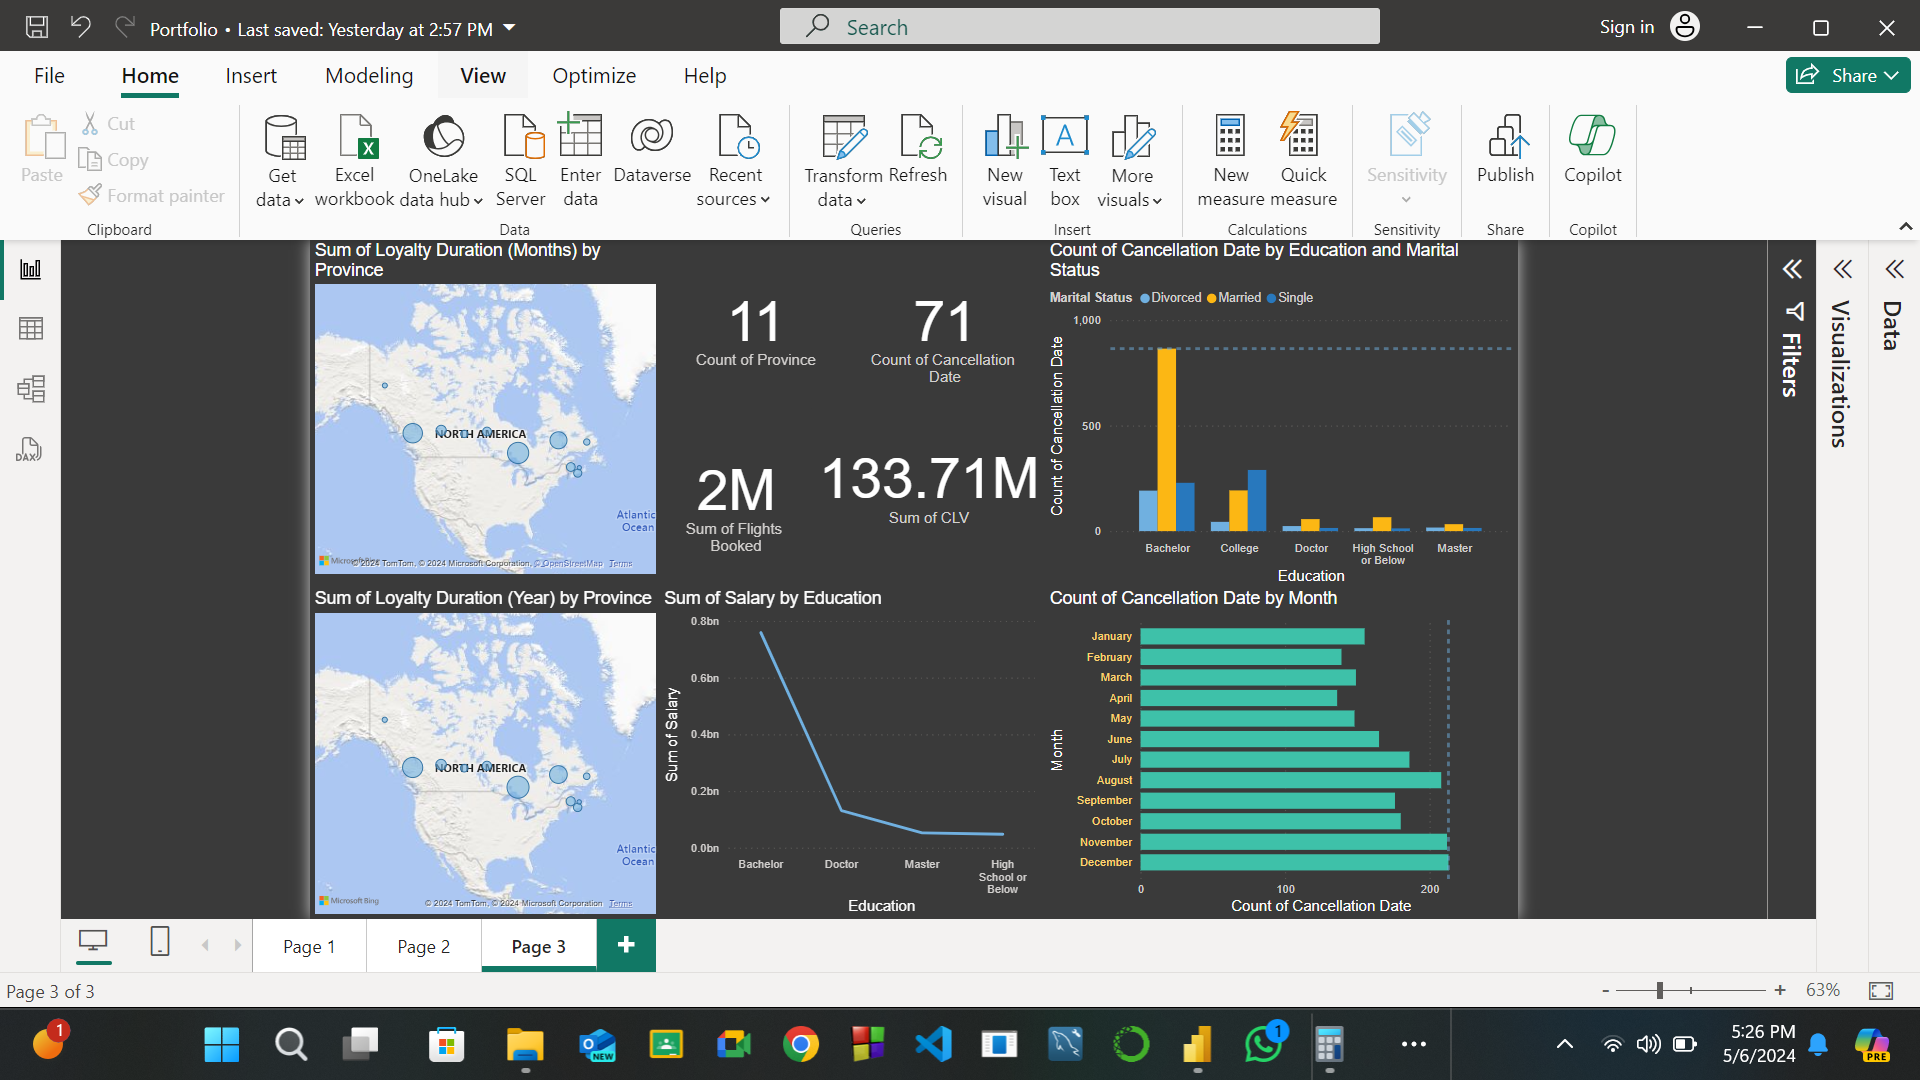 Portfolio • Last saved: Yesterday at 2:57 PM
Search
Sign in
File
Home
Insert
Modeling
View
Optimize
Help
Share
Paste
Cut
Copy
Format painter
Clipboard
Get data
Excel workbook
OneLake data hub
SQL Server
Enter data
Dataverse
Recent sources
Data
Transform data
Refresh
Queries
New visual
Text box
More visuals
Insert
New measure
Quick measure
Calculations
Sensitivity
Sensitivity
Publish
Share
Copilot
Copilot
DAX
Sum of Loyalty Duration (Months) by
Province
NORTH AMERICA
Atlantic
Ocean
Microsoft Bing
© 2024 TomTom, © 2024 Microsoft Corporation, © OpenStreetMap Terms
11
Count of Province
71
Count of Cancellation
Date
2M
Sum of Flights
Booked
133.71M
Sum of CLV
Count of Cancellation Date by Education and Marital
Status
Marital Status Divorced Married Single
Count of Cancellation Date
1,000
500
0
Bachelor
College
Doctor
High School
or Below
Master
Education
Sum of Loyalty Duration (Year) by Province
NORTH AMERICA
Atlantic
Ocean
Microsoft Bing
© 2024 TomTom, © 2024 Microsoft Corporation Terms
Sum of Salary by Education
Sum of Salary
0.8bn
0.6bn
0.4bn
0.2bn
0.0bn
Bachelor
Doctor
Master
High
School or
Below
Education
Count of Cancellation Date by Month
Month
January
February
March
April
May
June
July
August
September
October
November
December
0
100
200
Count of Cancellation Date
Filters
Visualizations
Data
Page 1
Page 2
Page 3
+
Page 3 of 3
- + 63%
1
NEW
1
5:26 PM
5/6/2024
PRE